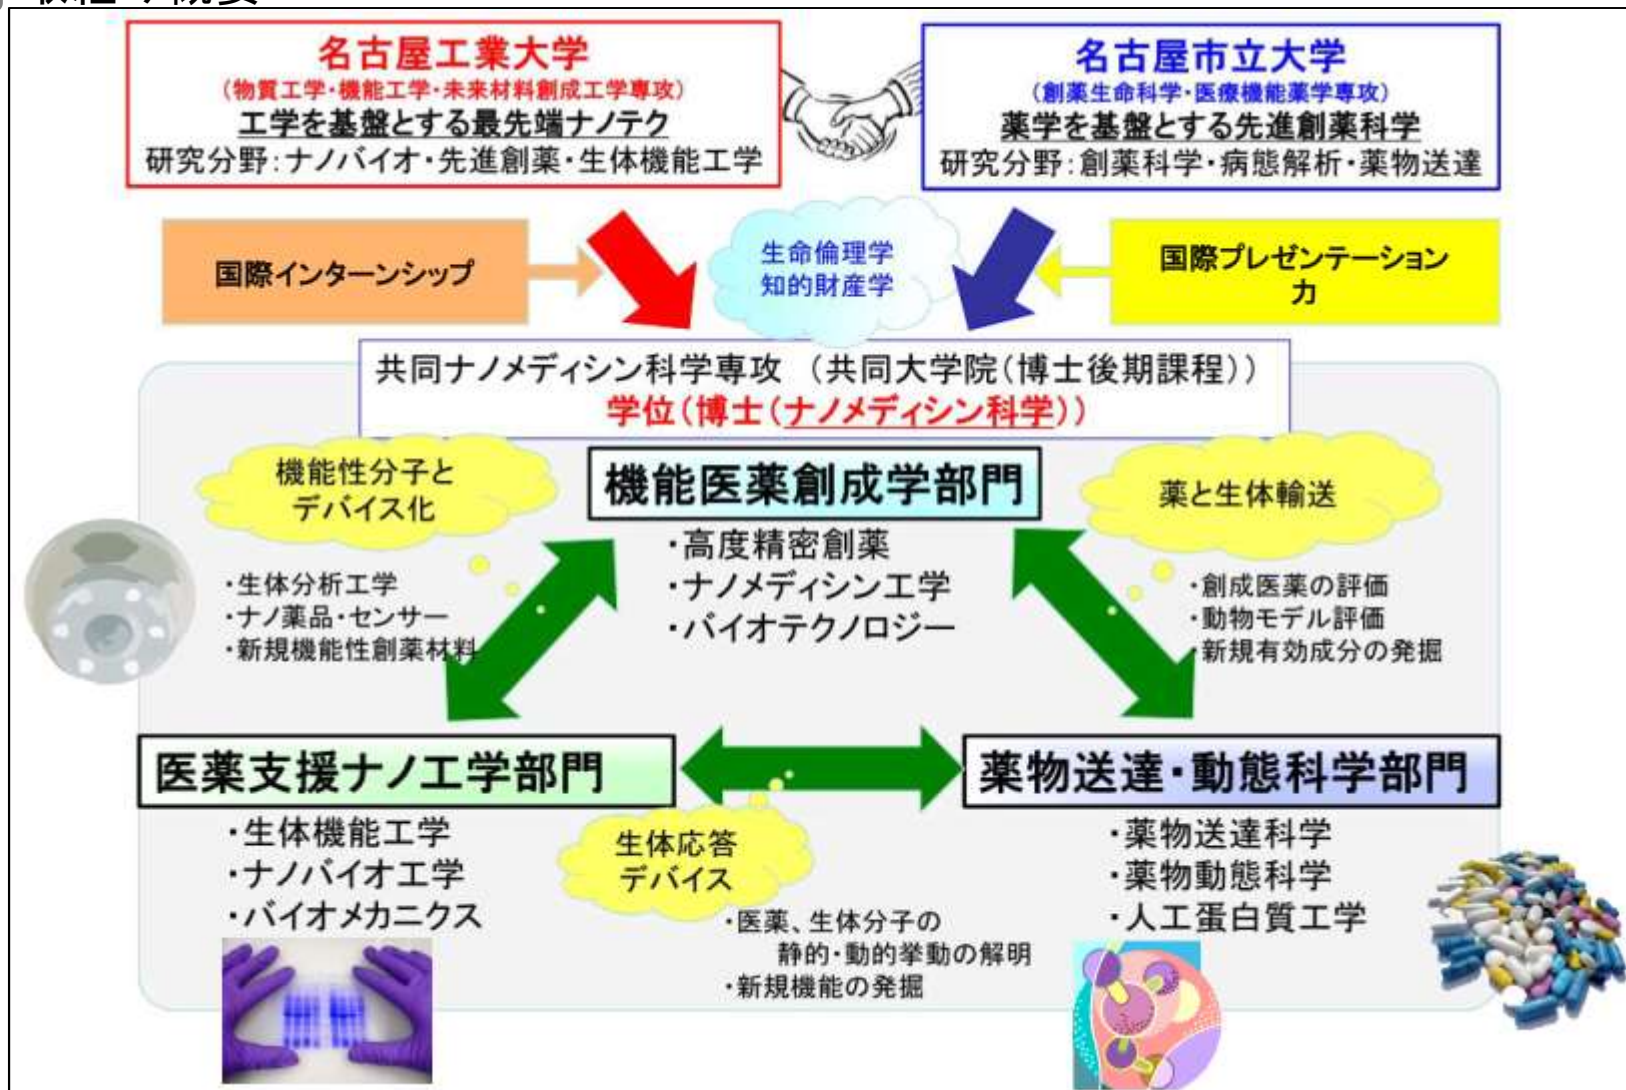 名古屋工業大学
(物質工学・機能工学・未来材料創成工学専攻)
工学を基盤とする最先端ナノテク
研究分野:ナノバイオ・先進創薬・生体機能工学
名古屋市立大学
(創薬生命科学・医療機能薬学専攻)
薬学を基盤とする先進創薬科学
研究分野:創薬科学・病態解析・薬物送達
国際インターンシップ
生命倫理学
知的財産学
国際プレゼンテーション
力
共同ナノメディシン科学専攻 (共同大学院(博士後期課程))
学位(博士(ナノメディシン科学))
機能性分子と
デバイス化
機能医薬創成学部門
薬と生体輸送
・高度精密創薬
・ナノメディシン工学
・バイオテクノロジー
・生体分析工学
・ナノ薬品・センサー
・新規機能性創薬材料
・創成医薬の評価
・動物モデル評価
・新規有効成分の発掘
医薬支援ナノ工学部門
薬物送達・動態科学部門
・生体機能工学
・ナノバイオ工学
・バイオメカニクス
生体応答
デバイス
・医薬、生体分子の
静的・動的挙動の解明
・新規機能の発掘
・薬物送達科学
・薬物動態科学
・人工蛋白質工学